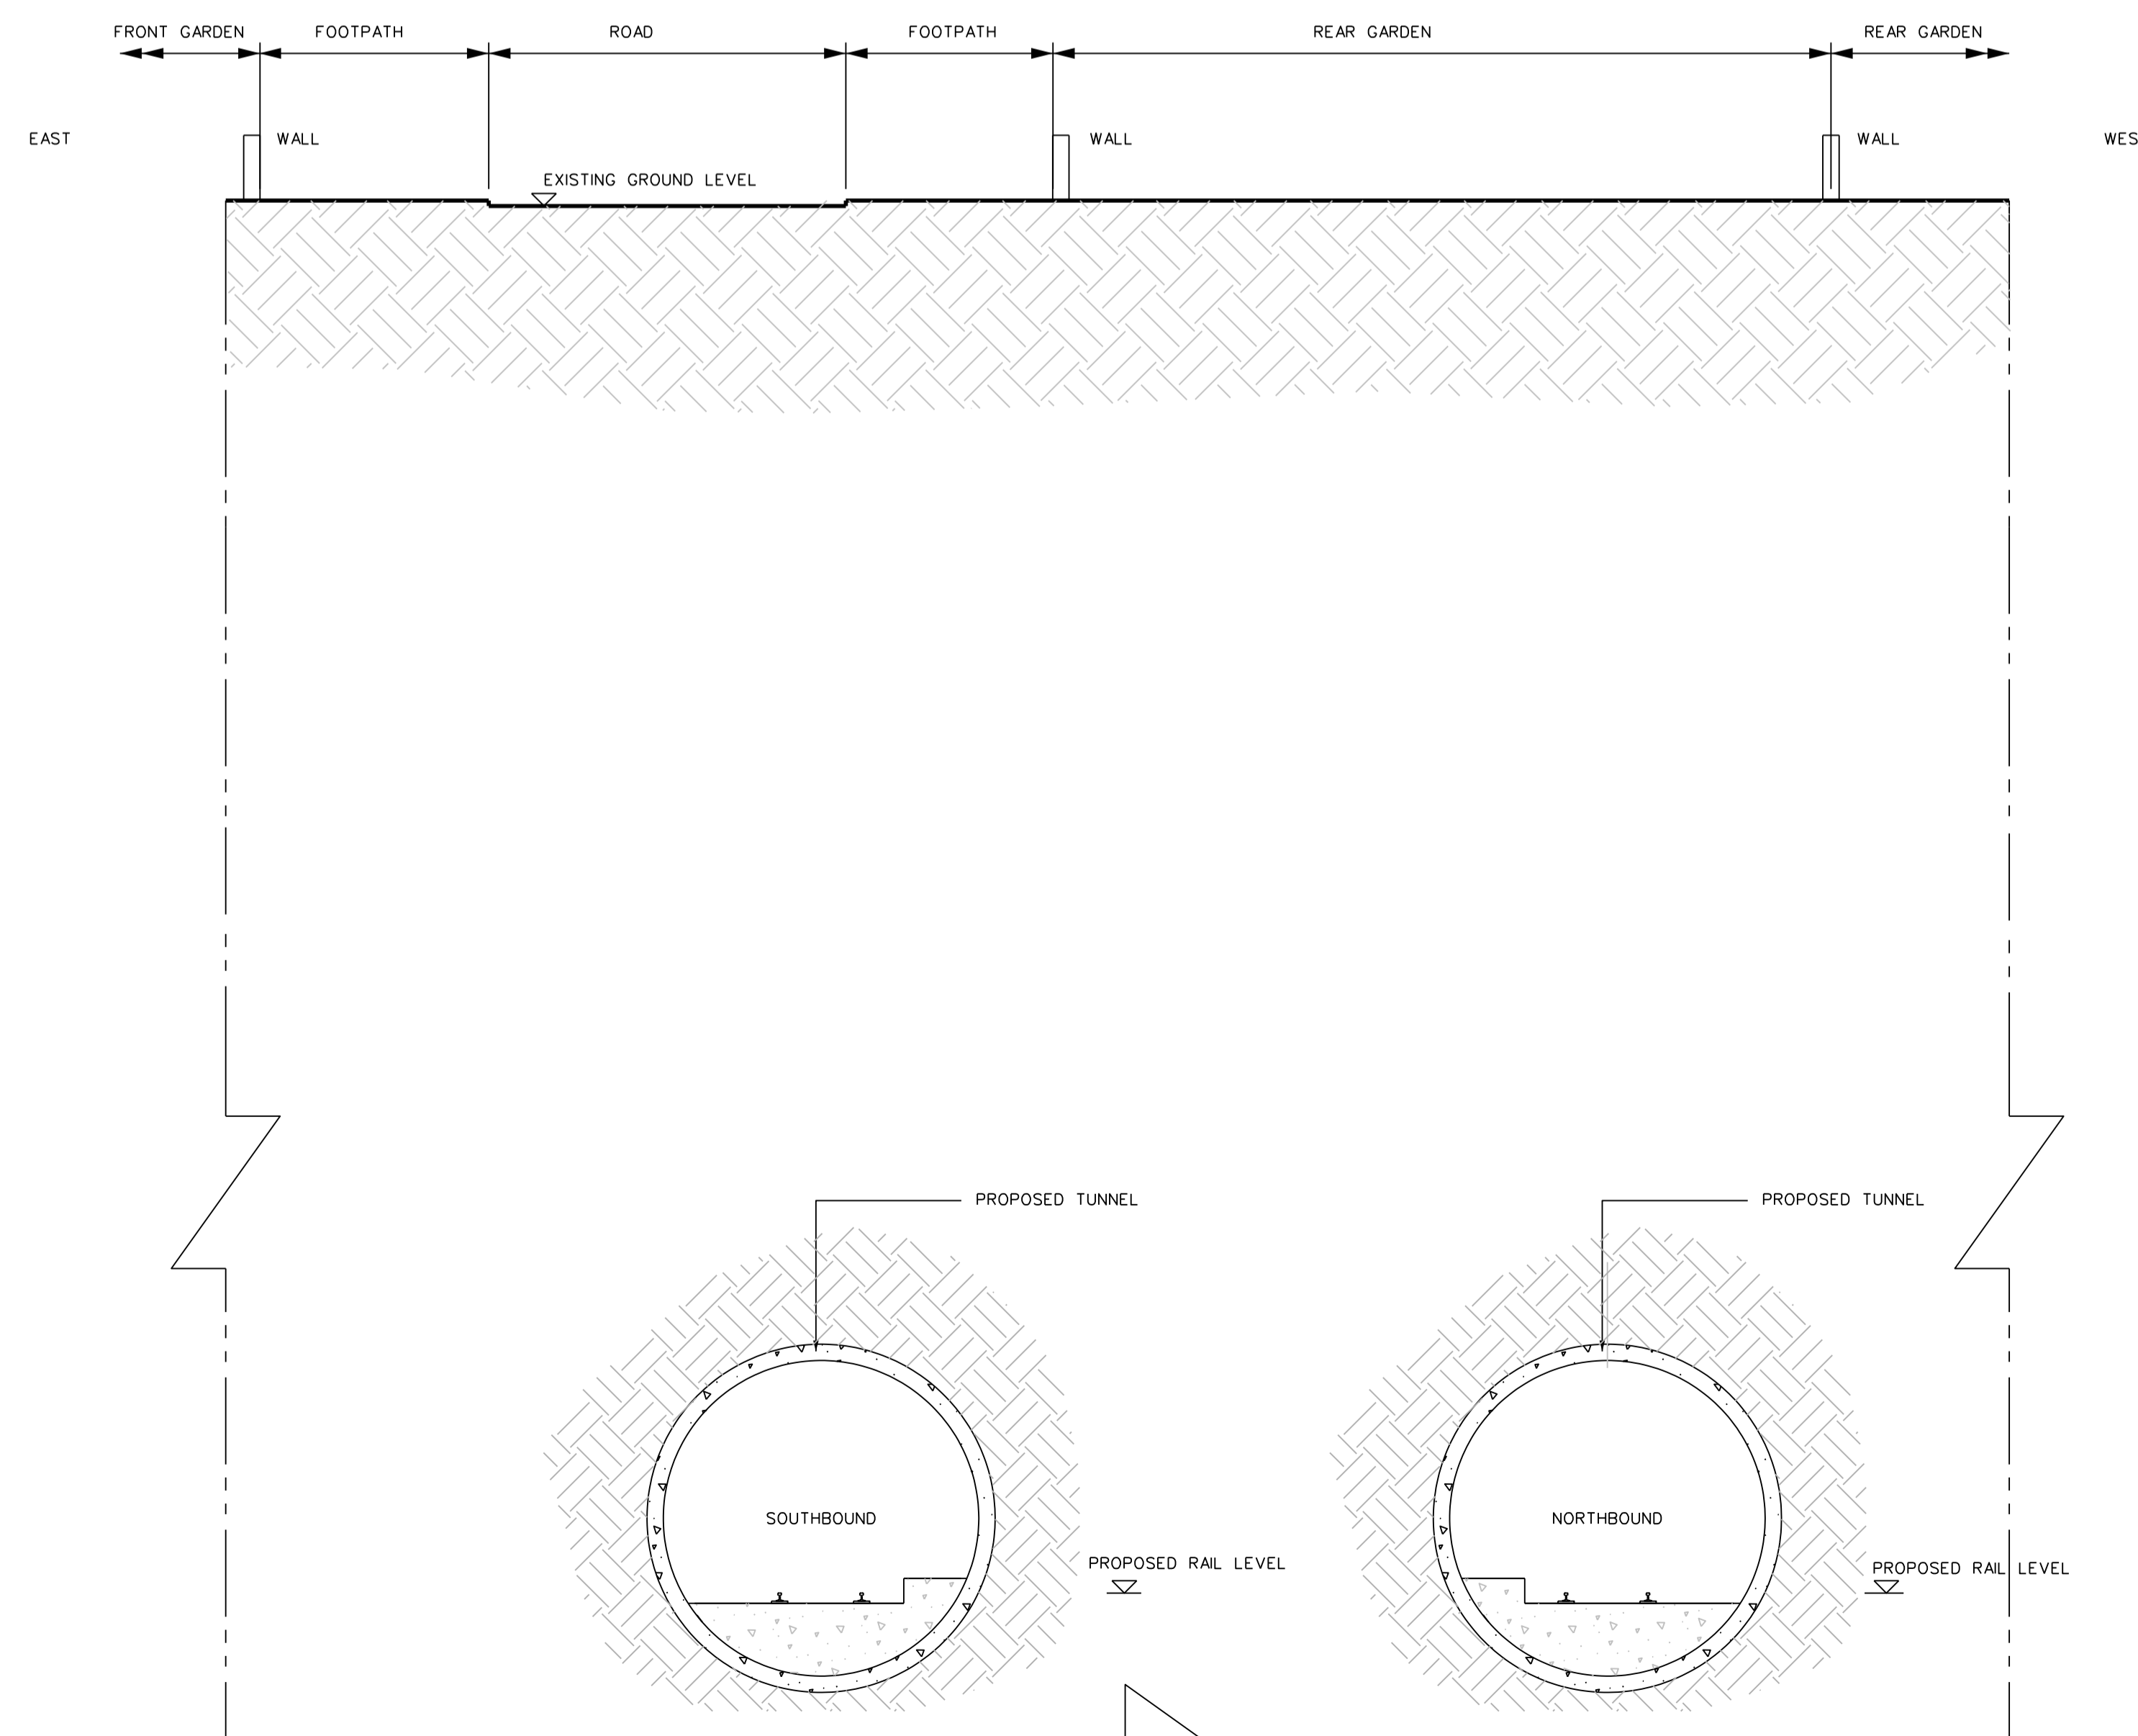 FRONT GARDEN FOOTPATH ROAD FOOTPATH REAR GARDEN REAR GARDEN
EAST WALL WALL WALL WES
EXISTING GROUND LEVEL
PROPOSED TUNNEL PROPOSED TUNNEL
SOUTHBOUND NORTHBOUND
PROPOSED RAIL LEVEL PROPOSED RAIL LEVEL